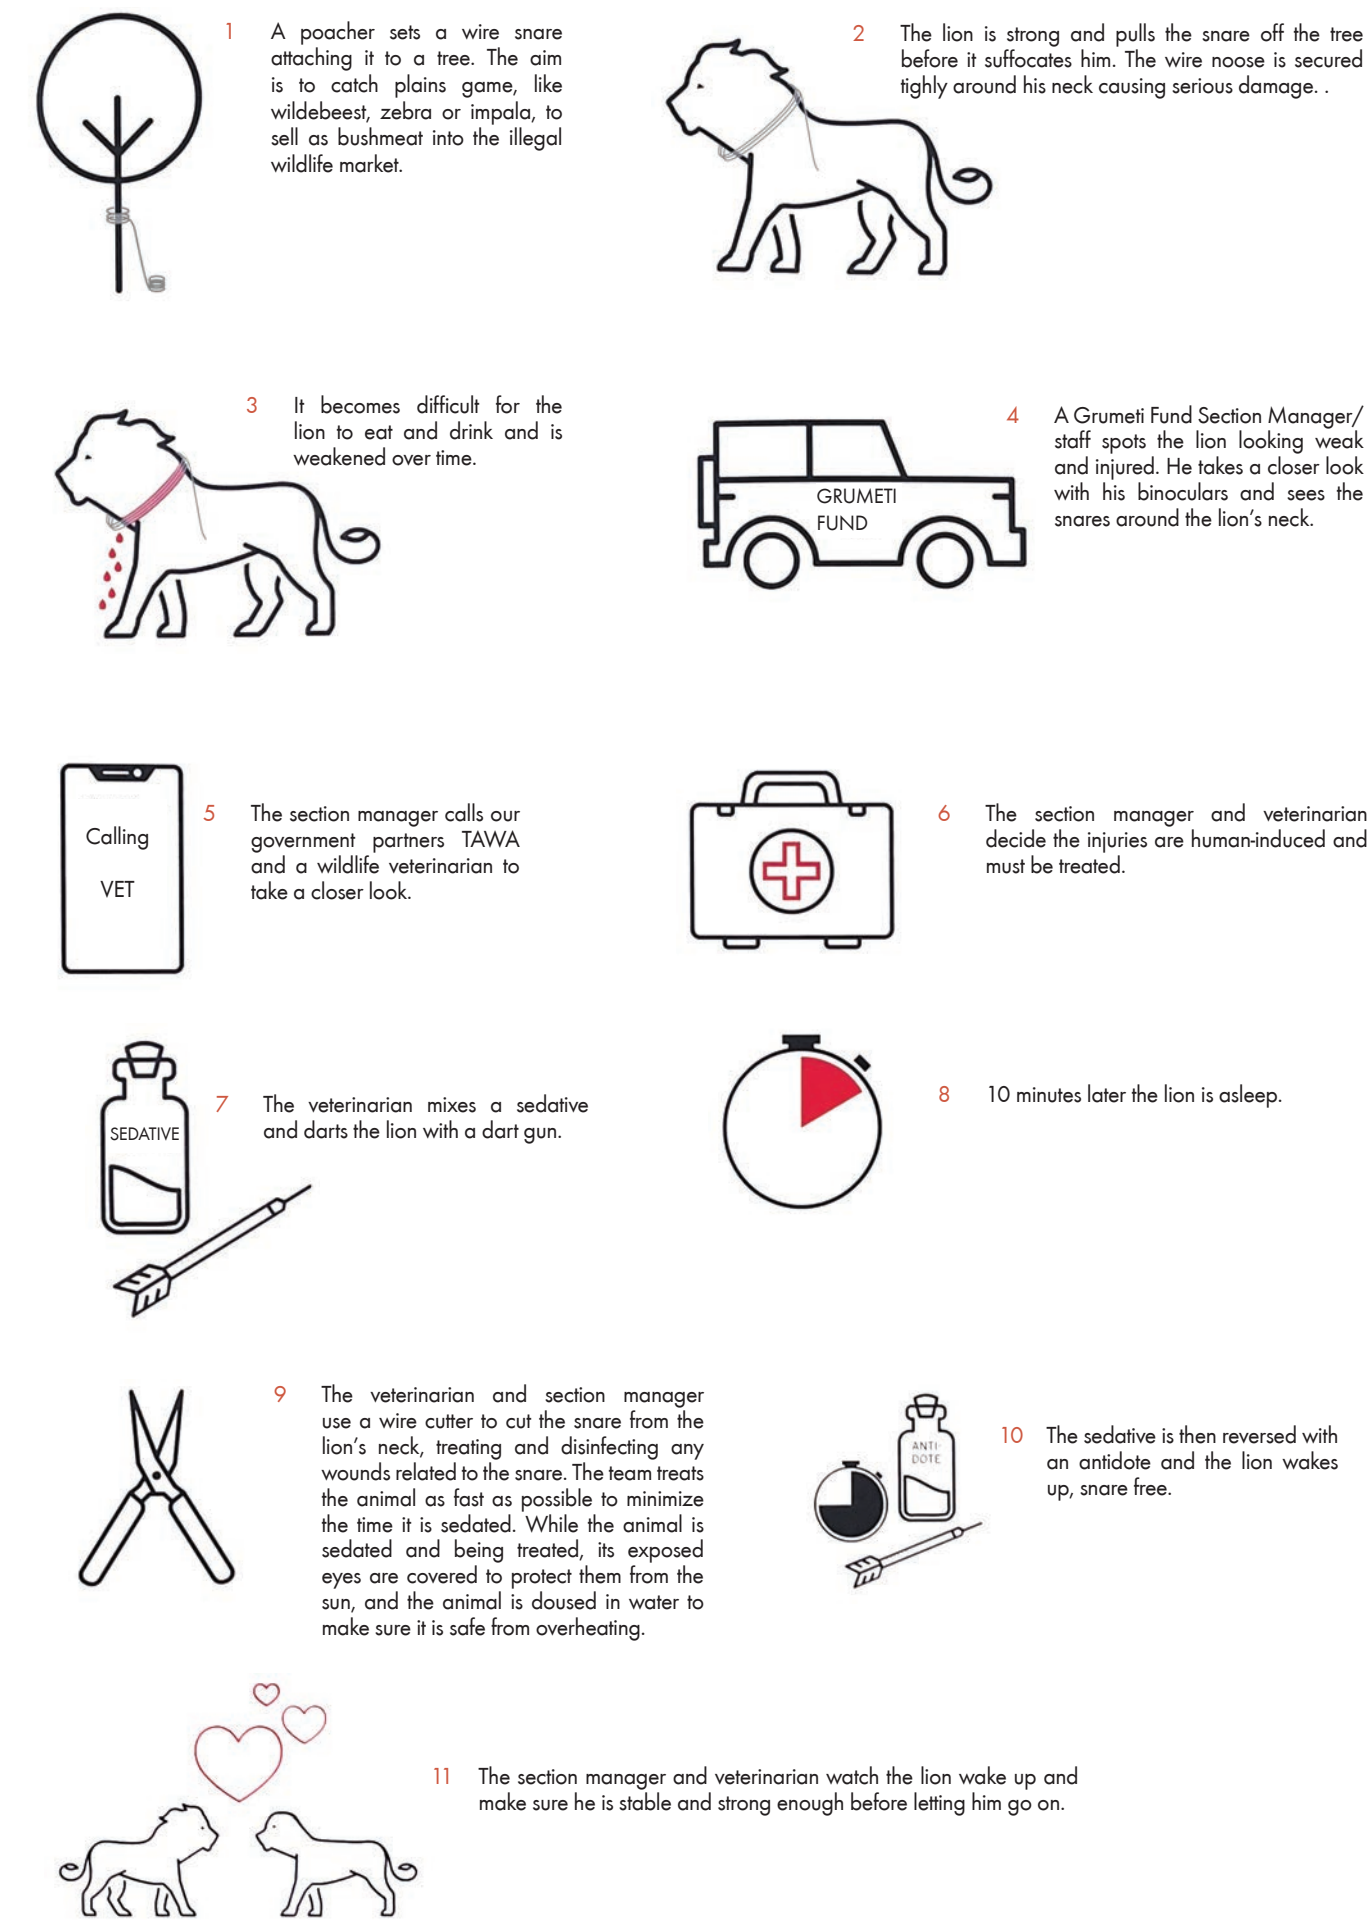 1 A poacher sets a wire snare
attaching it to a tree. The aim
is to catch plains game, like
wildebeest, zebra or impala, to
sell as bushmeat into the illegal
wildlife market.
2 The lion is strong and pulls the snare off the tree
before it suffocates him. The wire noose is secured
tighly around his neck causing serious damage. .
3 It becomes difficult for the
lion to eat and drink and is
weakened over time.
GRUMETI
FUND
4 A Grumeti Fund Section Manager/
staff spots the lion looking weak
and injured. He takes a closer look
with his binoculars and sees the
snares around the lion's neck.
Calling
VET
5 The section manager calls our
government partners TAWA
and a wildlife veterinarian to
take a closer look.
6 The section manager and veterinarian
decide the injuries are human-induced and
must be treated.
SEDATIVE
7 The veterinarian mixes a sedative
and darts the lion with a dart gun.
8 10 minutes later the lion is asleep.
9 The veterinarian and section manager
use a wire cutter to cut the snare from the
lion's neck, treating and disinfecting any
wounds related to the snare. The team treats
the animal as fast as possible to minimize
the time it is sedated. While the animal is
sedated and being treated, its exposed
eyes are covered to protect them from the
sun, and the animal is doused in water to
make sure it is safe from overheating.
ANTI-
DOTE
10 The sedative is then reversed with
an antidote and the lion wakes
up, snare free.
11 The section manager and veterinarian watch the lion wake up and
make sure he is stable and strong enough before letting him go on.